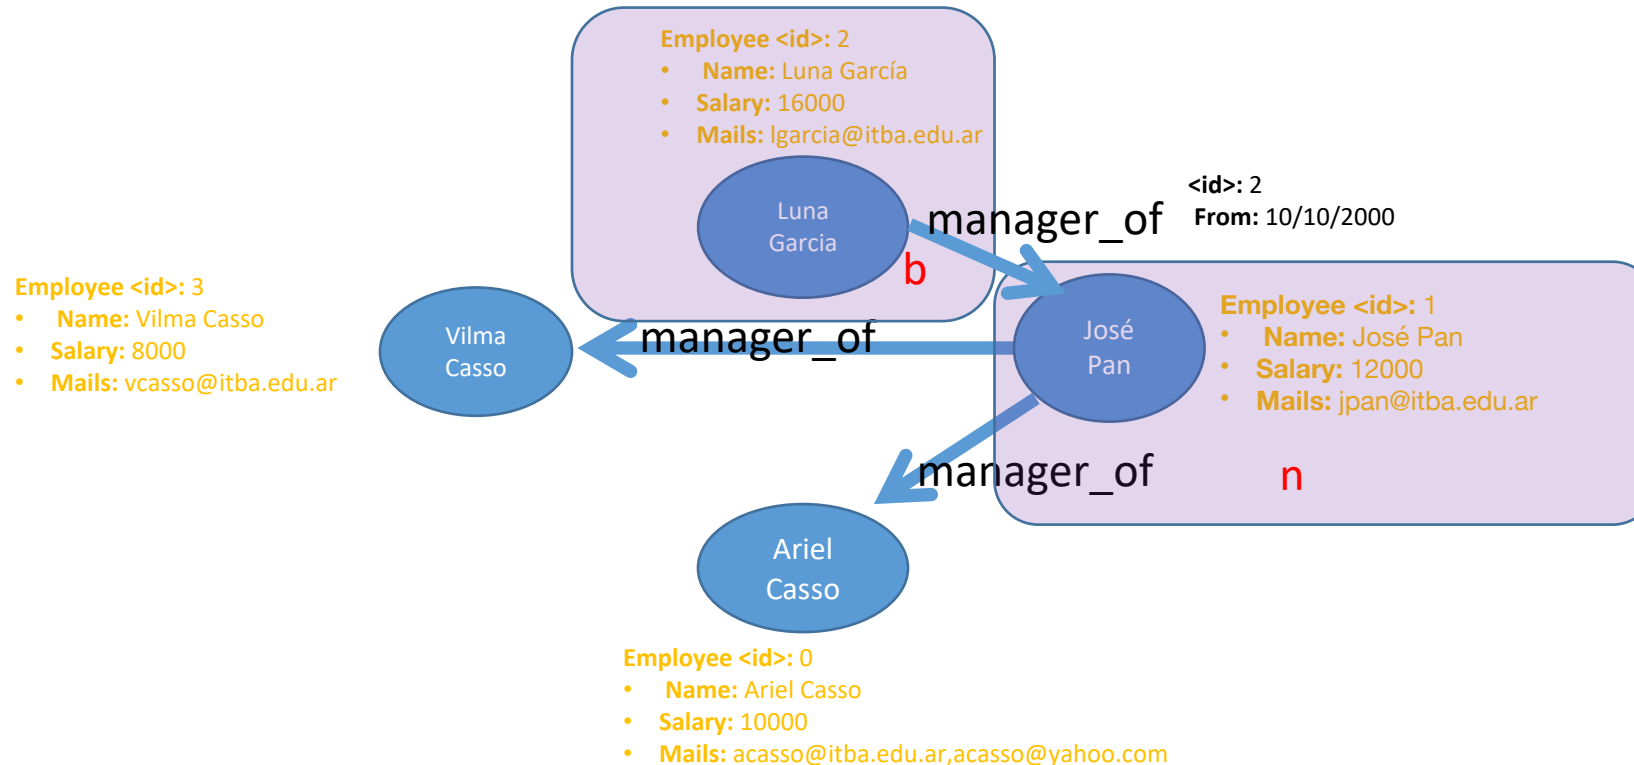 Employee <id>: 2
• Name: Luna García
• Salary: 16000
• Mails: lgarcia@itba.edu.ar
Luna
Garcia
b
manager_of
<id>: 2
From: 10/10/2000
Employee <id>: 3
• Name: Vilma Casso
• Salary: 8000
• Mails: vcasso@itba.edu.ar
Vilma
Casso
manager_of
José
Pan
Employee <id>: 1
• Name: José Pan
• Salary: 12000
• Mails: jpan@itba.edu.ar
manager_of
n
Ariel
Casso
Employee <id>: 0
• Name: Ariel Casso
• Salary: 10000
• Mails: acasso@itba.edu.ar,acasso@yahoo.com